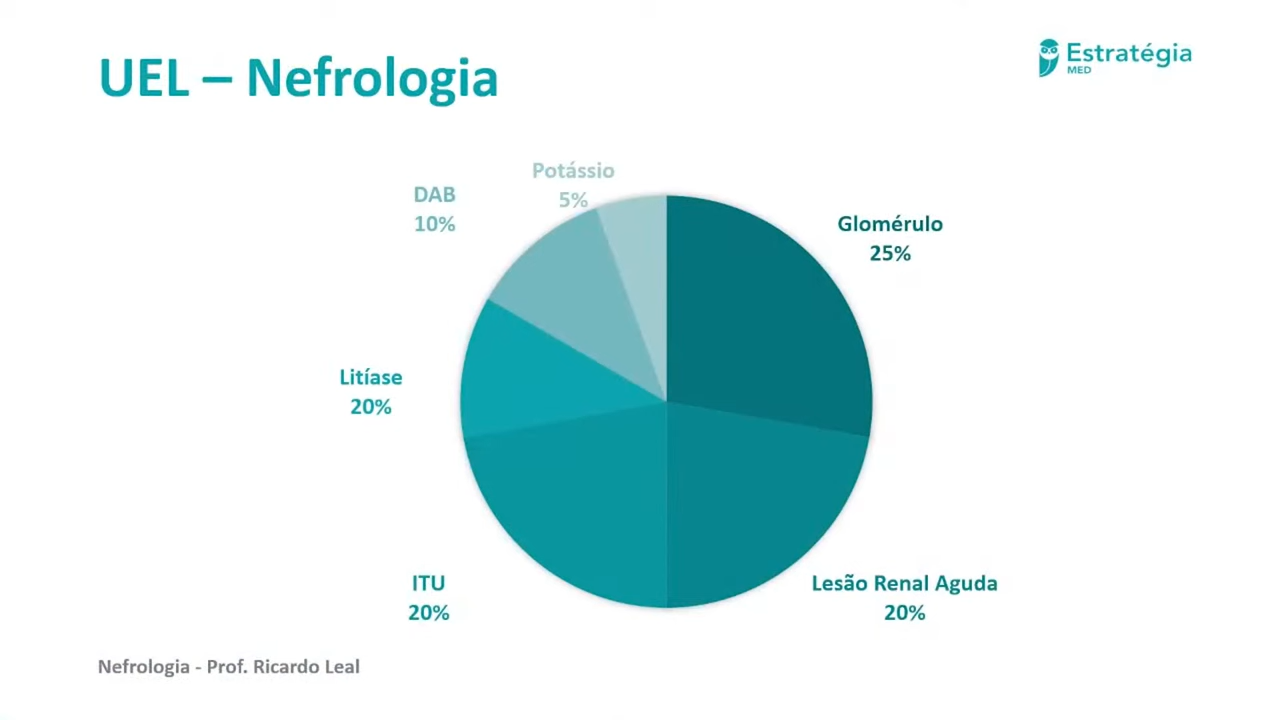 UEL – Nefrologia
Estratégia
MED
Potássio
5%
DAB
10%
Glomérulo
25%
Litíase
20%
ITU
20%
Lesão Renal Aguda
20%
Nefrologia - Prof. Ricardo Leal